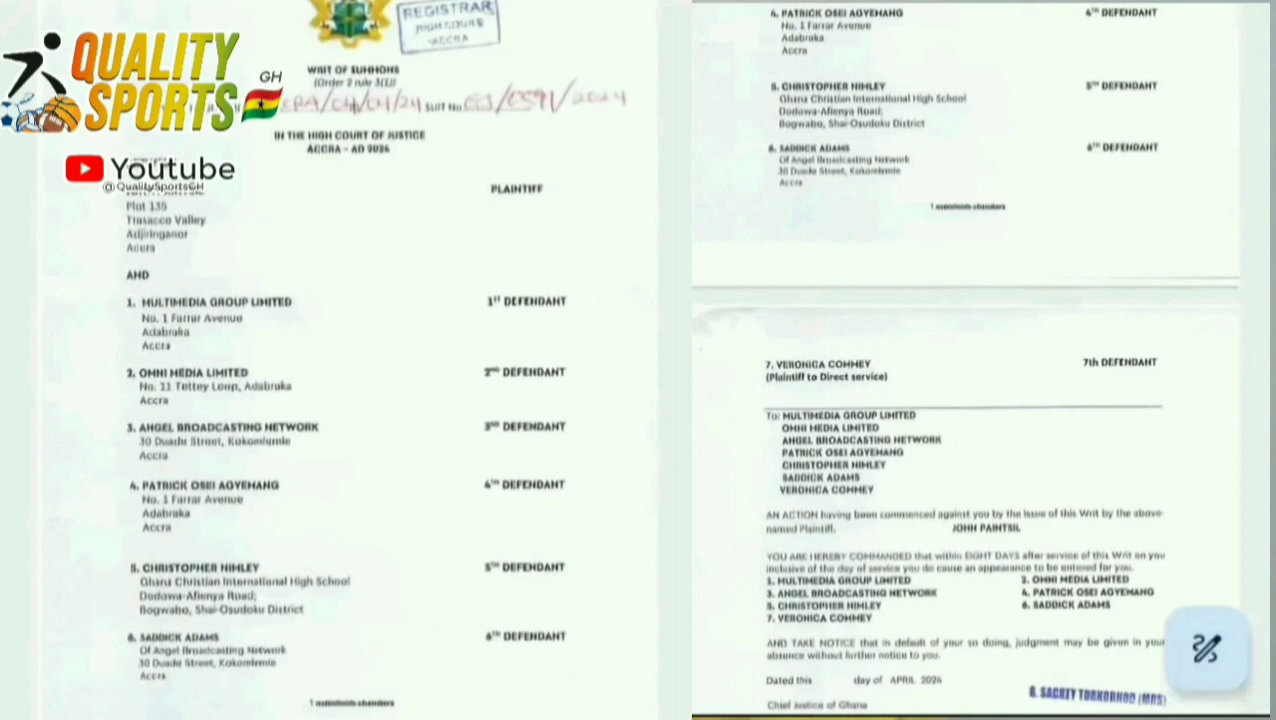 QUALITY
SPORTS
GH
Youtube
@QualitySportsGH
REGISTRAR
HIGH COURT
ACCRA
WRIT OF SUMMONS
(Order 2 rule 3(1))
SUIT No.
IN THE HIGH COURT OF JUSTICE
ACCRA - AD 2024
PLAINTIFF
Plot 135
Trasacco Valley
Adjiringanor
Accra
AND
1. MULTIMEDIA GROUP LIMITED 1ST DEFENDANT
No. 1 Farrar Avenue
Adabraka
Accra
2. OMNI MEDIA LIMITED 2ND DEFENDANT
No. 11 Tettey Loop, Adabraka
Accra
3. ANGEL BROADCASTING NETWORK 3RD DEFENDANT
30 Duadu Street, Kokomlemle
Accra
4. PATRICK OSEI AGYEMANG 4TH DEFENDANT
No. 1 Farrar Avenue
Adabraka
Accra
5. CHRISTOPHER NIMLEY 5TH DEFENDANT
Ghana Christian International High School
Dodowa-Afienya Road;
Bogwabo, Shai-Osudoku District
6. SADDICK ADAMS 6TH DEFENDANT
Of Angel Broadcasting Network
30 Duadu Street, Kokomlemle
Accra
4. PATRICK OSEI AGYEMANG 4TH DEFENDANT
No. 1 Farrar Avenue
Adabraka
Accra
5. CHRISTOPHER NIMLEY 5TH DEFENDANT
Ghana Christian International High School
Dodowa-Afienya Road;
Bogwabo, Shai-Osudoku District
6. SADDICK ADAMS 6TH DEFENDANT
Of Angel Broadcasting Network
30 Duadu Street, Kokomlemle
Accra
7. VERONICA COMMEY 7th DEFENDANT
(Plaintiff to Direct service)
To: MULTIMEDIA GROUP LIMITED
OMNI MEDIA LIMITED
ANGEL BROADCASTING NETWORK
PATRICK OSEI AGYEMANG
CHRISTOPHER NIMLEY
SADDICK ADAMS
VERONICA COMMEY
AN ACTION having been commenced against you by the issue of this Writ by the above-
named Plaintiff. JOHN PAINTSIL
YOU ARE HEREBY COMMANDED that within EIGHT DAYS after service of this Writ on you
inclusive of the day of service you do cause an appearance to be entered for you.
1. MULTIMEDIA GROUP LIMITED 2. OMNI MEDIA LIMITED
3. ANGEL BROADCASTING NETWORK 4. PATRICK OSEI AGYEMANG
5. CHRISTOPHER NIMLEY 6. SADDICK ADAMS
7. VERONICA COMMEY
AND TAKE NOTICE that in default of your so doing, judgment may be given in your
absence without further notice to you.
Dated this day of APRIL 2024
G. SACKEY TORKORNOO (MRS)
Chief Justice of Ghana